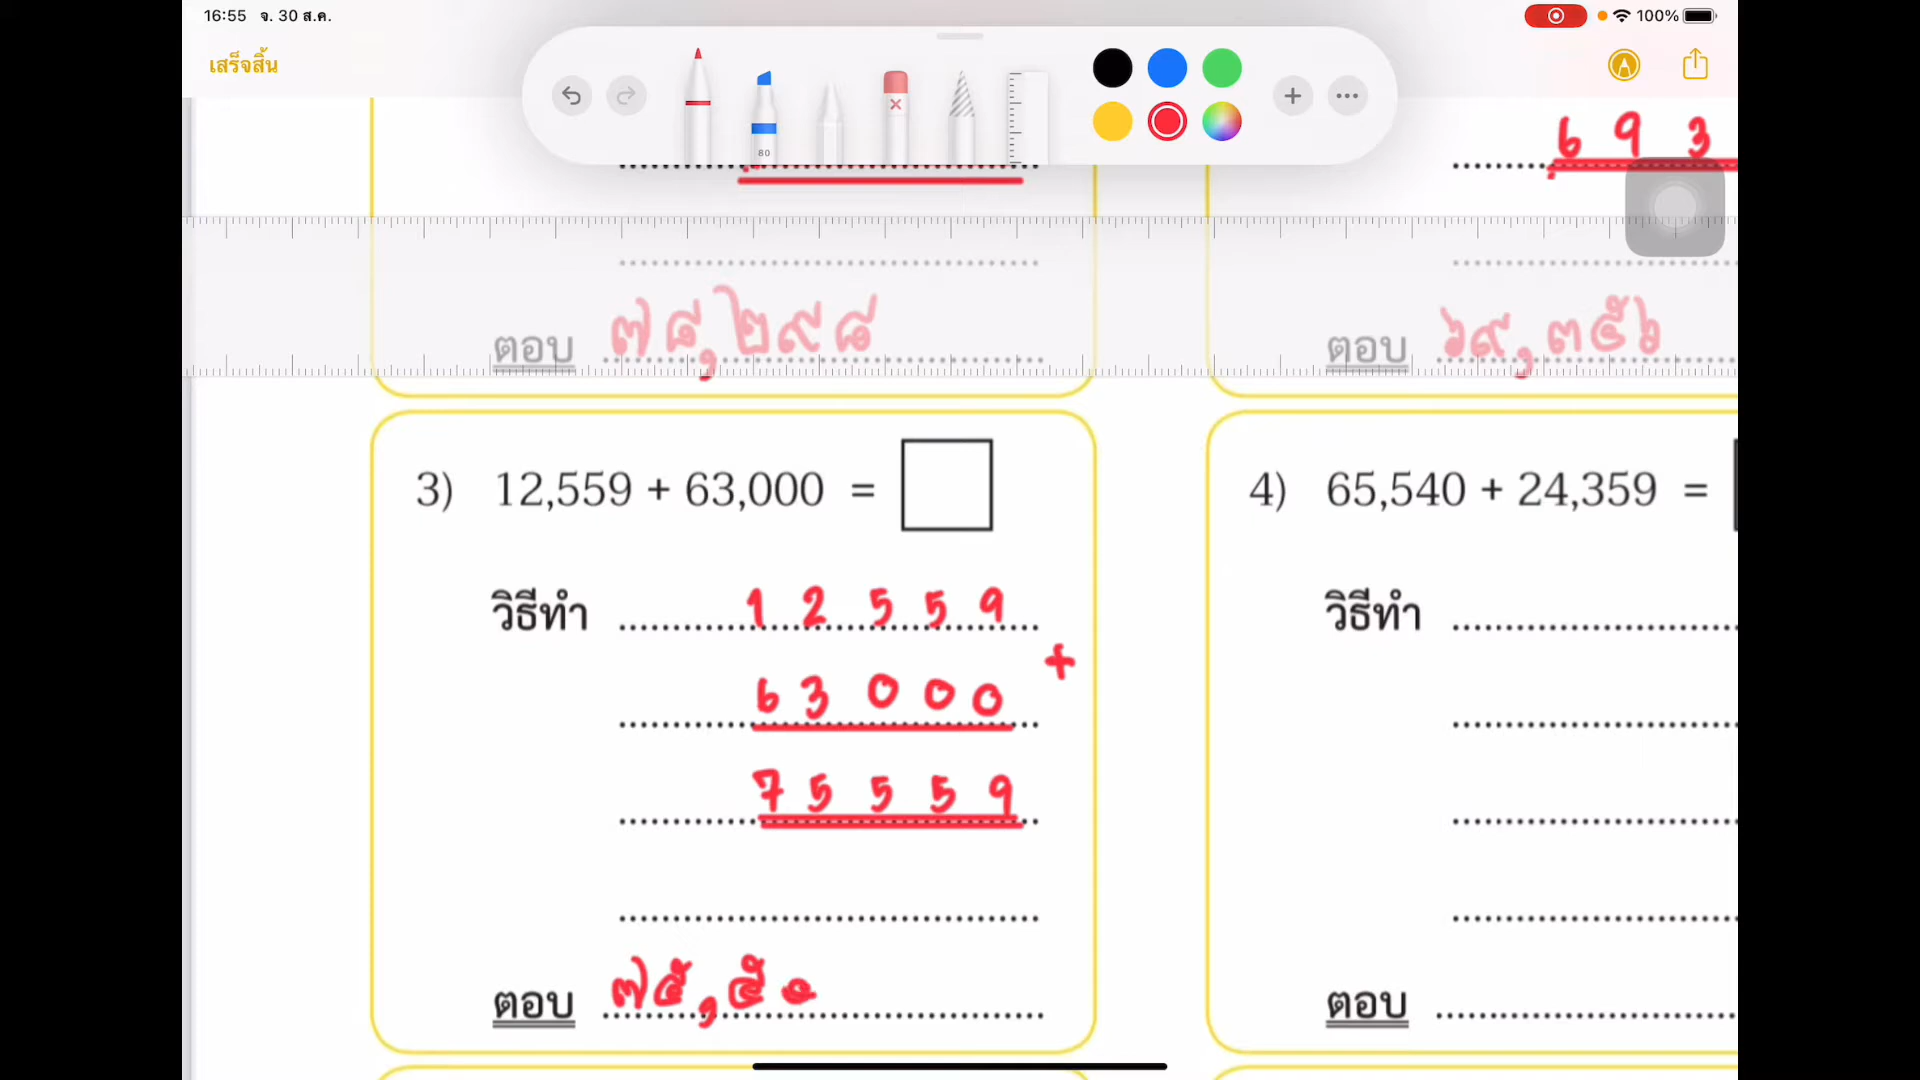 16:55 จ. 30 ส.ค.
100%
เสร็จสิ้น
80
6 9 3
ตอบ ๗๘,๒๙๘
ตอบ ๖๙,๓๕๖
3) 12,559 + 63,000 =
วิธีทำ 1 2 5 5 9
+
6 3 0 0 0
7 5 5 5 9
ตอบ ๗๕,๕
4) 65,540 + 24,359 =
วิธีทำ
ตอบ